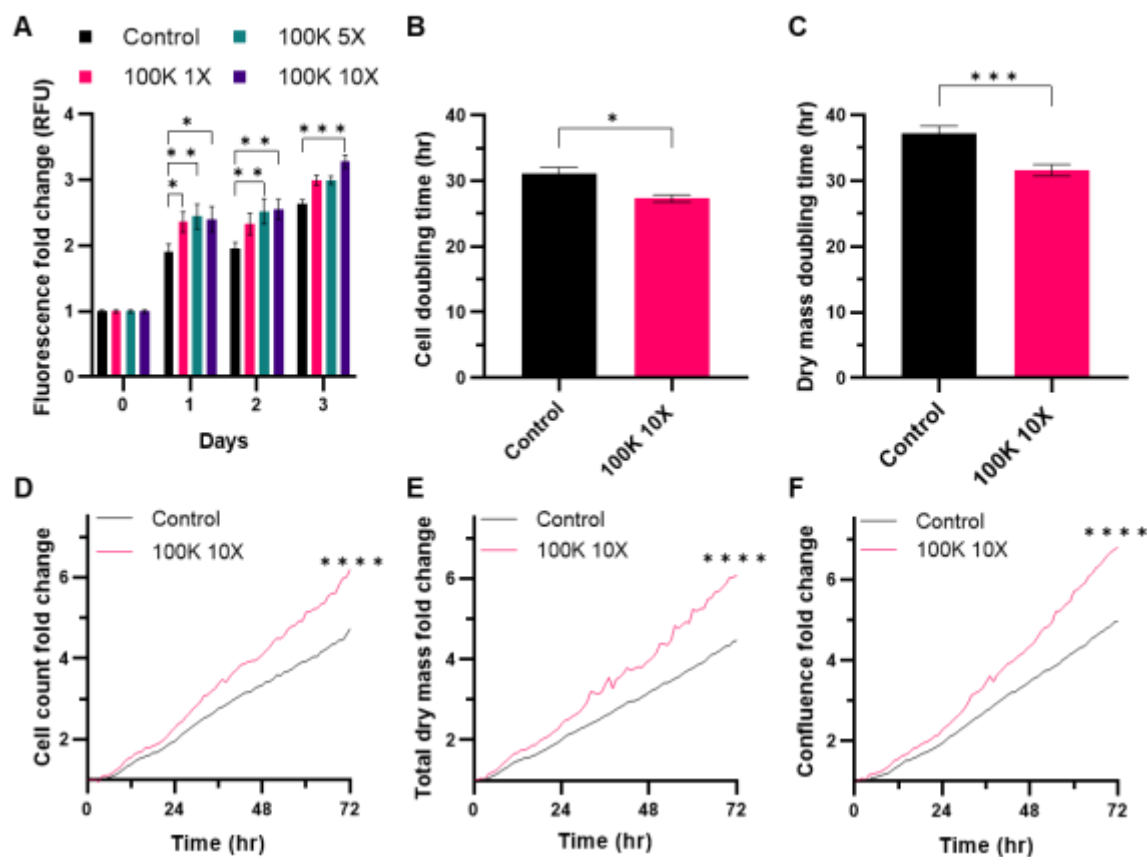 A
Control
100K 5X
100K 1X
100K 10X
Fluorescence fold change (RFU)
4
3
2
1
*
* *
*
* *
* *
* * *
0
1
2
3
Days
B
Cell doubling time (hr)
40
30
20
10
0
*
Control
100K 10X
C
Dry mass doubling time (hr)
40
30
20
10
0
* * *
Control
100K 10X
D
Control
100K 10X
* * * *
Cell count fold change
6
4
2
0
24
48
72
Time (hr)
E
Control
100K 10X
* * * *
Total dry mass fold change
6
4
2
0
24
48
72
Time (hr)
F
Control
100K 10X
* * * *
Confluence fold change
6
4
2
0
24
48
72
Time (hr)